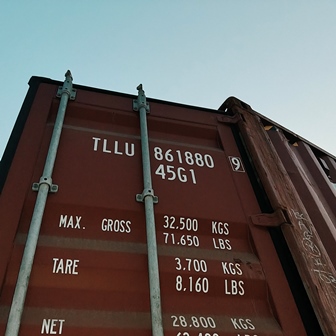 TLLU 861880 9
45G1
MAX. GROSS 32,500 KGS
71,650 LBS
TARE 3,700 KGS
8,160 LBS
NET 28,800 KGS